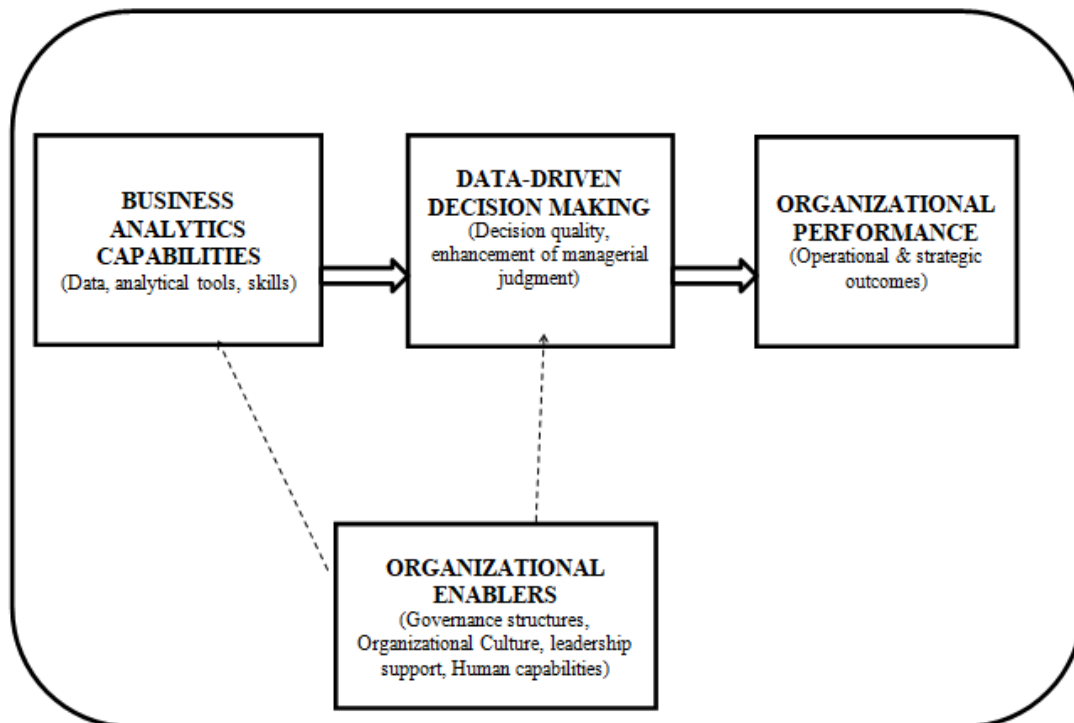 BUSINESS
ANALYTICS
CAPABILITIES
(Data, analytical tools, skills)
DATA-DRIVEN
DECISION MAKING
(Decision quality,
enhancement of managerial
judgment)
ORGANIZATIONAL
PERFORMANCE
(Operational & strategic
outcomes)
ORGANIZATIONAL
ENABLERS
(Governance structures,
Organizational Culture, leadership
support, Human capabilities)